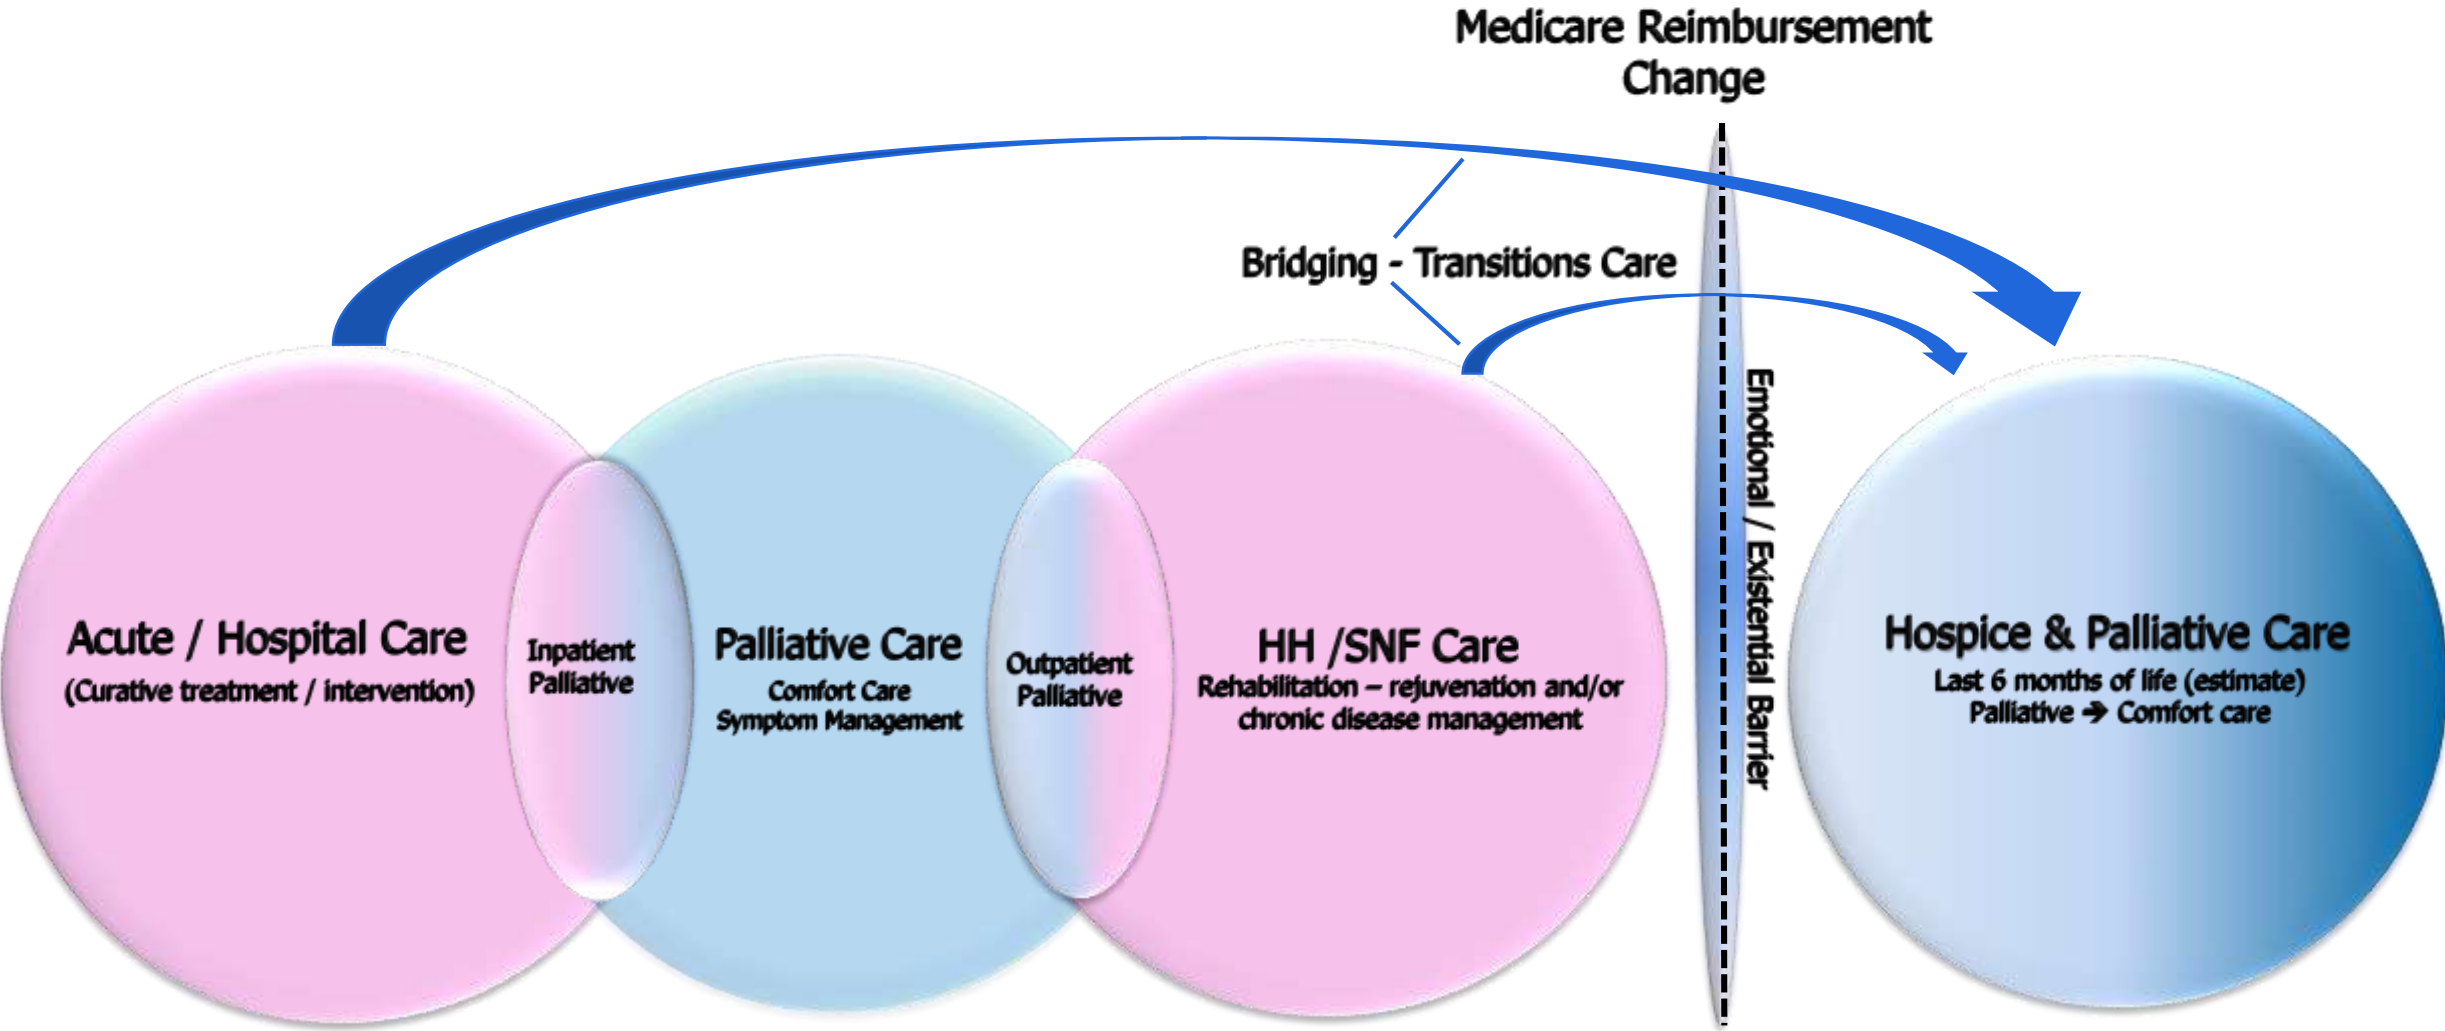 Medicare Reimbursement
Change
Bridging - Transitions Care
Emotional / Existential Barrier
Acute / Hospital Care
(Curative treatment / intervention)
Inpatient
Palliative
Palliative Care
Comfort Care
Symptom Management
Outpatient
Palliative
HH /SNF Care
Rehabilitation – rejuvenation and/or
chronic disease management
Hospice & Palliative Care
Last 6 months of life (estimate)
Palliative ➔ Comfort care